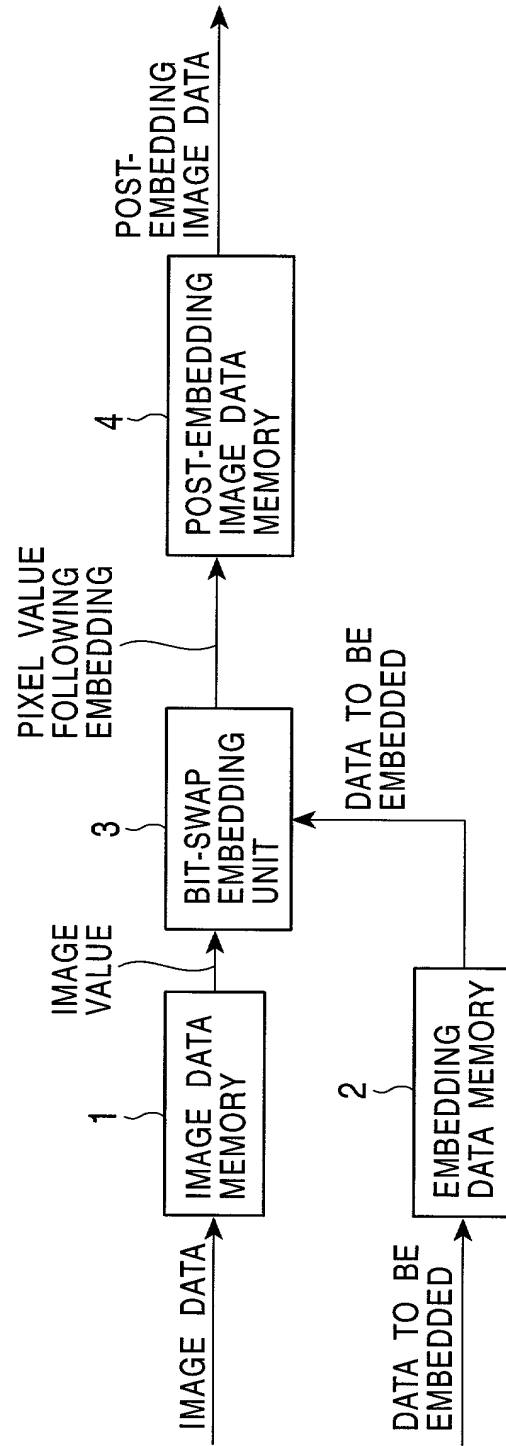 IMAGE DATA
1
IMAGE DATA
MEMORY
IMAGE
VALUE
3
BIT-SWAP
EMBEDDING
UNIT
PIXEL VALUE
FOLLOWING
EMBEDDING
4
POST-EMBEDDING
IMAGE DATA
MEMORY
POST-
EMBEDDING
IMAGE DATA
DATA TO BE
EMBEDDED
2
EMBEDDING
DATA MEMORY
DATA TO BE
EMBEDDED